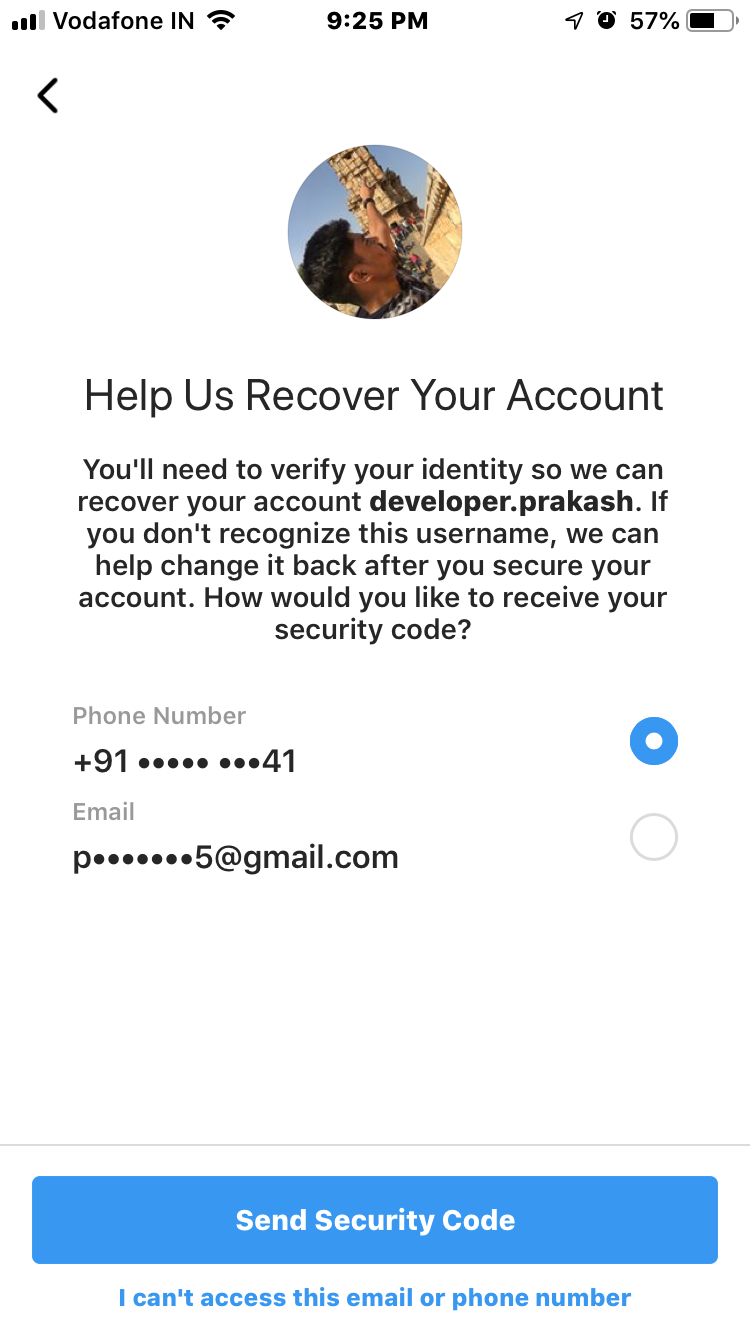 Vodafone IN 9:25 PM 57%
Help Us Recover Your Account
You'll need to verify your identity so we can
recover your account developer.prakash. If
you don't recognize this username, we can
help change it back after you secure your
account. How would you like to receive your
security code?
Phone Number
+91 ••••• •••41
Email
p•••••••5@gmail.com
Send Security Code
I can't access this email or phone number